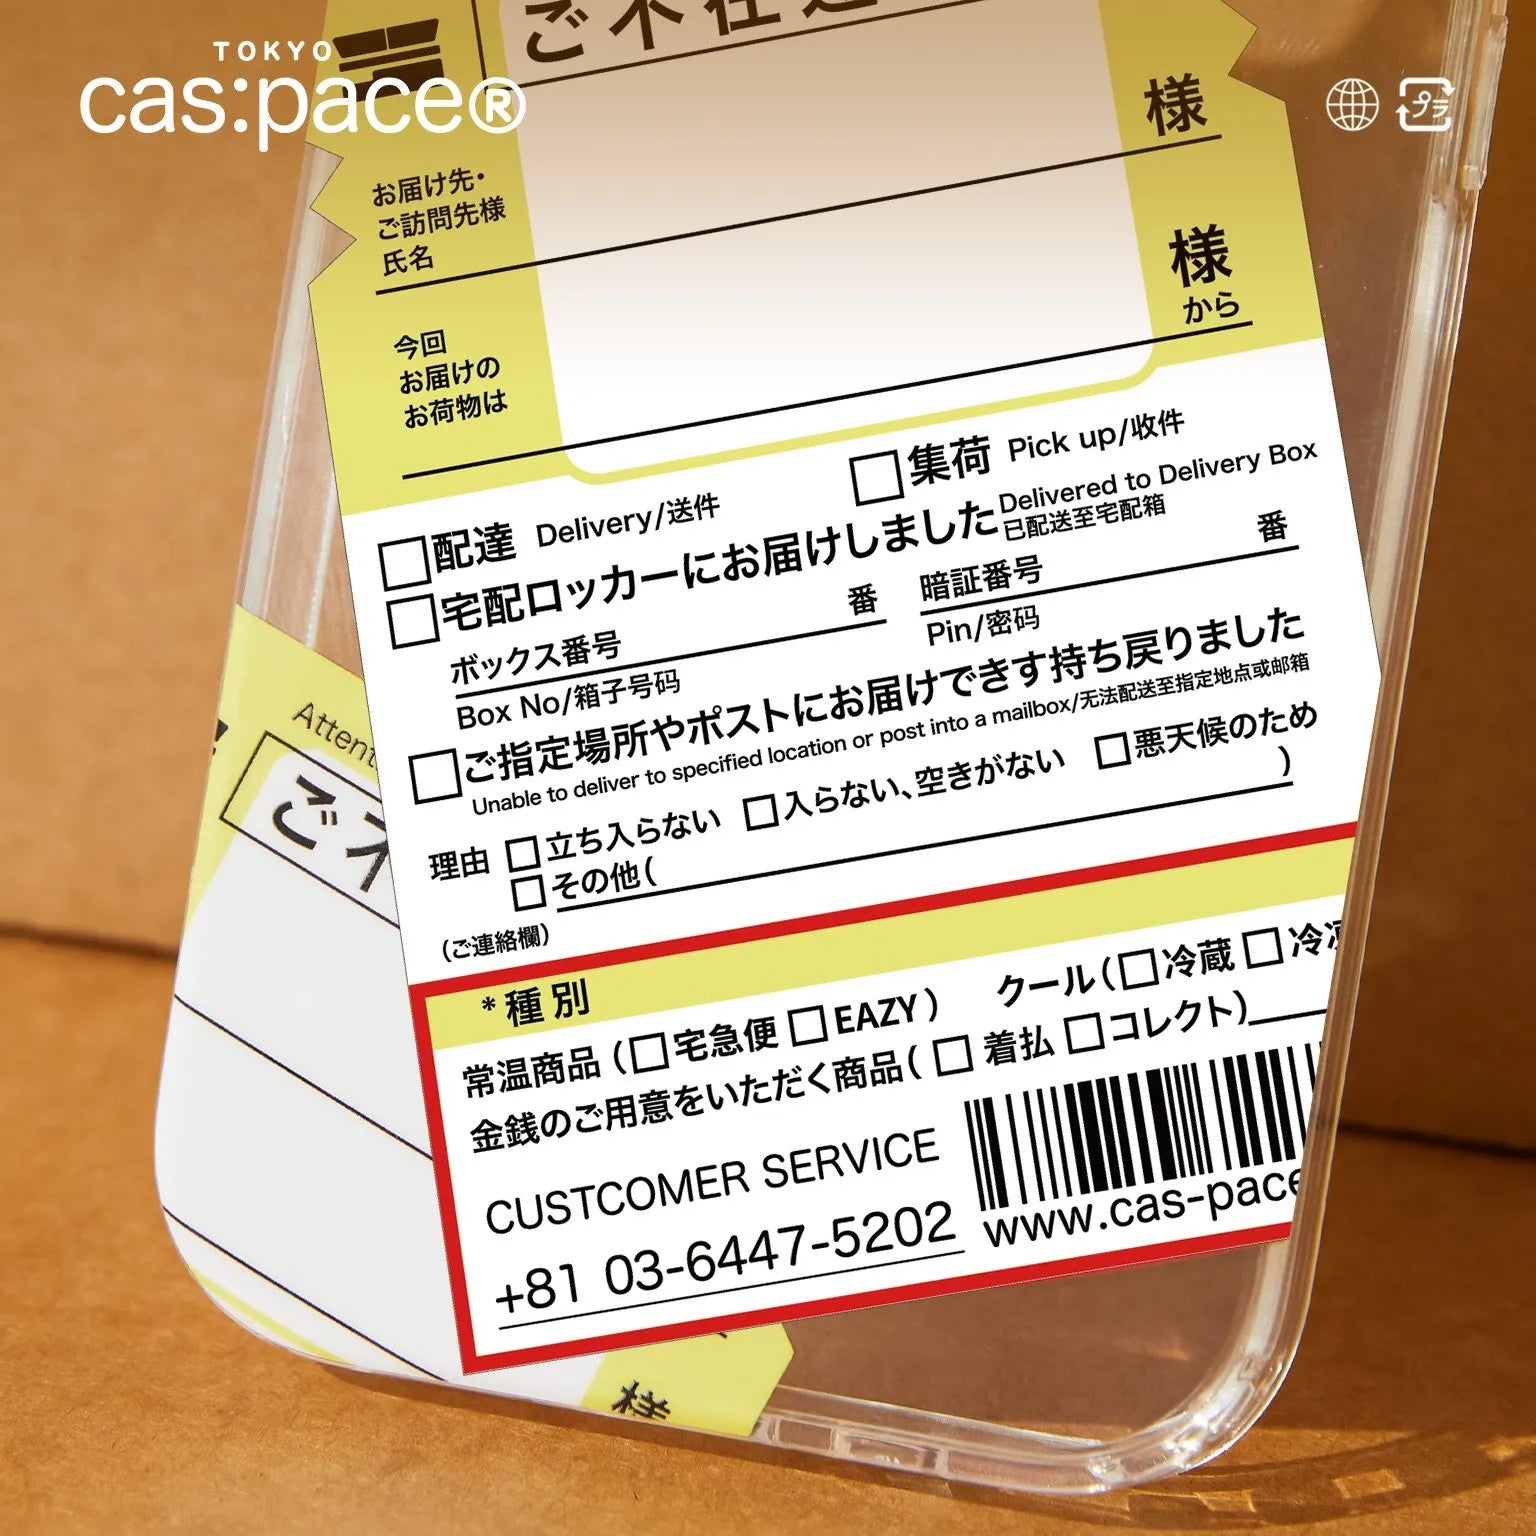 TOKYO
cas:pace®
プラ
様
お届け先・
ご訪問先様
氏名
様
から
今回
お届けの
お荷物は
□集荷 Pick up/收件
□配達 Delivery/送件
□宅配ロッカーにお届けしました Delivered to Delivery Box
已配送至宅配箱
ボックス番号 番
Box No/箱子号码
暗証番号 番
Pin/密码
□ご指定場所やポストにお届けできす持ち戻りました
Unable to deliver to specified location or post into a mailbox/无法配送至指定地点或邮箱
理由 □立ち入らない □入らない、空きがない □悪天候のため
□その他( )
(ご連絡欄)
*種別
常温商品(□宅急便 □EAZY) クール(□冷蔵 □冷凍
金銭のご用意をいただく商品(□着払 □コレクト)
CUSTCOMER SERVICE
+81 03-6447-5202
www.cas-pace
Attent
ご不
様